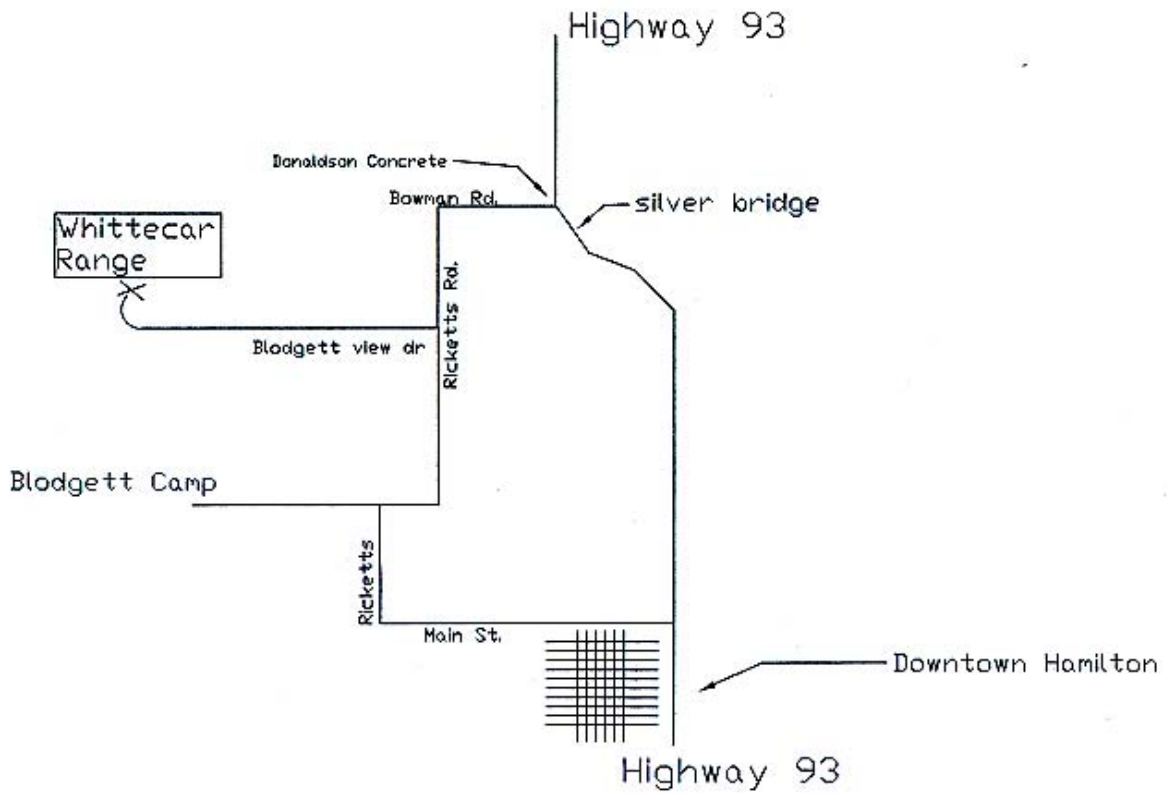 Highway 93
Donaldson Concrete
Bowman Rd.
silver bridge
Whittecar
Range
Ricketts Rd.
Blodgett view dr
Blodgett Camp
Ricketts
Main St.
Downtown Hamilton
Highway 93